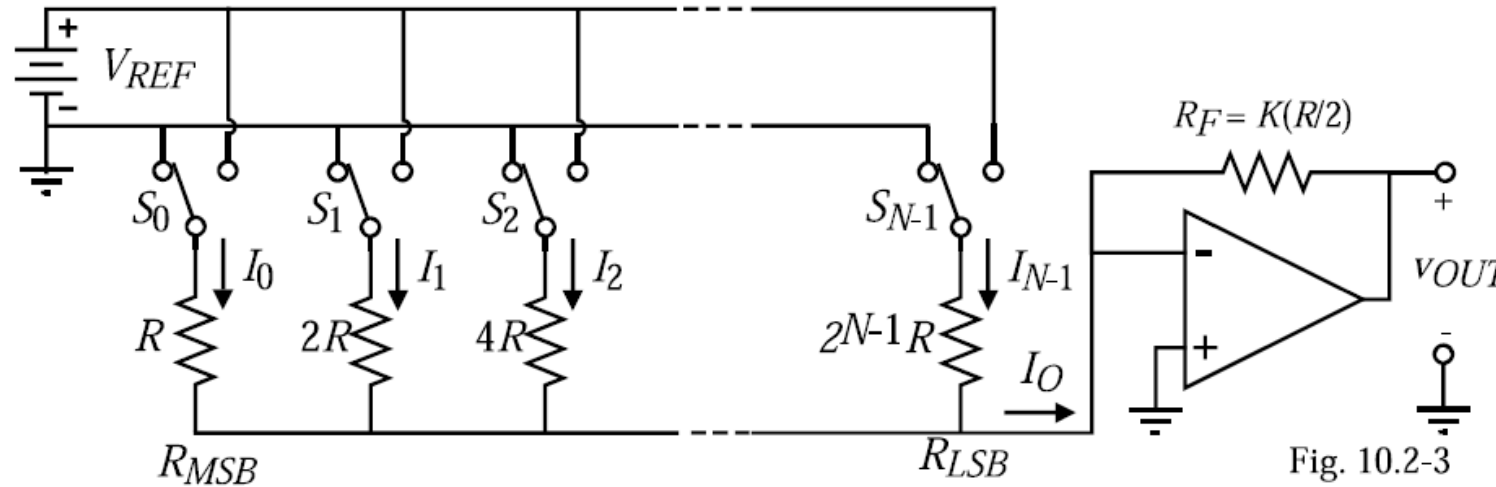 +
V_REF
-
R_F = K(R/2)
S_0
S_1
S_2
S_N-1
+
I_0
I_1
I_2
I_N-1
-
v_OUT
R
2R
4R
2^N-1 R
+
-
I_O
R_MSB
R_LSB
Fig. 10.2-3